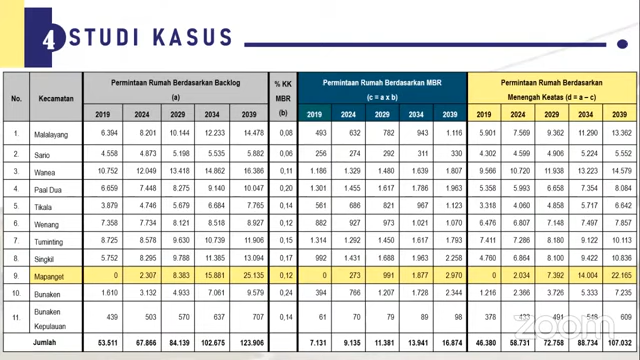 4 STUDI KASUS
No. Kecamatan Permintaan Rumah Berdasarkan Backlog (a) % KK MBR (b) Permintaan Rumah Berdasarkan MBR (c = a x b) Permintaan Rumah Berdasarkan Menengah Keatas (d = a – c)
2019 2024 2029 2034 2039 2019 2024 2029 2034 2039 2019 2024 2029 2034 2039
1. Malalayang 6.394 8.201 10.144 12.233 14.478 0,08 493 632 782 943 1.116 5.901 7.569 9.362 11.290 13.362
2. Sario 4.558 4.873 5.198 5.535 5.882 0,06 256 274 292 311 330 4.302 4.599 4.906 5.224 5.552
3. Wanea 10.752 12.049 13.418 14.862 16.386 0,11 1.186 1.329 1.480 1.639 1.807 9.566 10.720 11.938 13.223 14.579
4. Paal Dua 6.659 7.448 8.275 9.140 10.047 0,20 1.301 1.455 1.617 1.786 1.963 5.358 5.993 6.658 7.354 8.084
5. Tikala 3.879 4.746 5.679 6.684 7.765 0,14 561 686 821 967 1.123 3.318 4.060 4.858 5.717 6.642
6. Wenang 7.358 7.734 8.121 8.518 8.927 0,12 882 927 973 1.021 1.070 6.476 6.807 7.148 7.497 7.857
7. Tuminting 8.725 8.578 9.630 10.739 11.906 0,15 1.314 1.292 1.450 1.617 1.793 7.411 7.286 8.180 9.122 10.113
8. Singkil 5.752 8.295 9.788 11.385 13.094 0,17 992 1.431 1.688 1.963 2.258 4.760 6.864 8.100 9.422 10.836
9. Mapanget 0 2.307 8.383 15.881 25.135 0,12 0 273 991 1.877 2.970 0 2.034 7.392 14.004 22.165
10. Bunaken 1.610 3.132 4.933 7.061 9.579 0,24 394 766 1.207 1.728 2.344 1.216 2.366 3.726 5.333 7.235
11. Bunaken Kepulauan 439 503 570 637 707 0,14 61 70 79 89 98 378 433 491 548 609
Jumlah 53.511 67.866 84.139 102.675 123.906 7.131 9.135 11.381 13.941 16.874 46.380 58.731 72.758 88.734 107.032
zoom